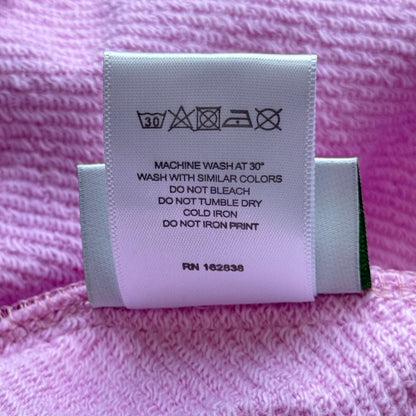 30
MACHINE WASH AT 30°
WASH WITH SIMILAR COLORS
DO NOT BLEACH
DO NOT TUMBLE DRY
COLD IRON
DO NOT IRON PRINT
RN 162838